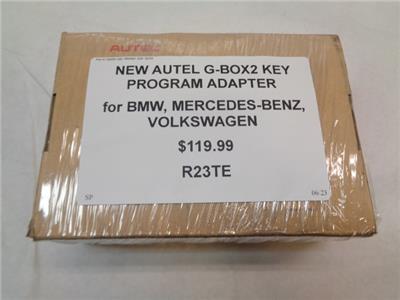 AUTEL
NEW AUTEL G-BOX2 KEY
PROGRAM ADAPTER
for BMW, MERCEDES-BENZ,
VOLKSWAGEN
$119.99
R23TE
SP 06/23